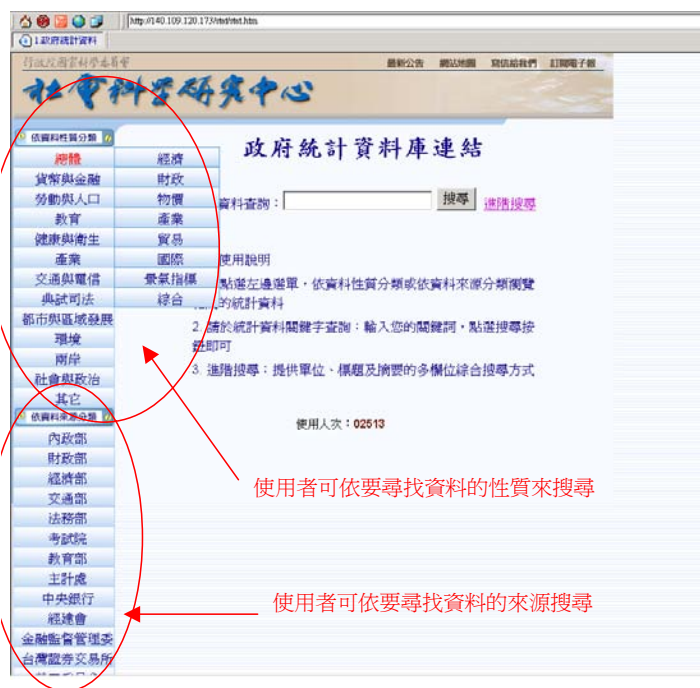 http://140.109.120.173/stsd/stst.htm
1.政府統計資料
行政院國家科學委員會
最新公告 網站地圖 寫信給我們 訂閱電子報
社會科學研究中心
依資料性質分類
總體
貨幣與金融
勞動與人口
教育
健康與衛生
產業
交通與電信
典試司法
都市與區域發展
環境
兩岸
社會與政治
其它
經濟
財政
物價
產業
貿易
國際
景氣指標
綜合
政府統計資料庫連結
資料查詢：
搜尋
進階搜尋
使用說明
點選左邊選單，依資料性質分類或依資料來源分類瀏覽
的統計資料
2. 請於統計資料關鍵字查詢：輸入您的關鍵詞，點選搜尋按
鈕即可
3. 進階搜尋：提供單位、標題及摘要的多欄位綜合搜尋方式
使用人次：02513
依資料來源分類
內政部
財政部
經濟部
交通部
法務部
考試院
教育部
主計處
中央銀行
經建會
金融監督管理委
台灣證券交易所
使用者可依要尋找資料的性質來搜尋
使用者可依要尋找資料的來源搜尋